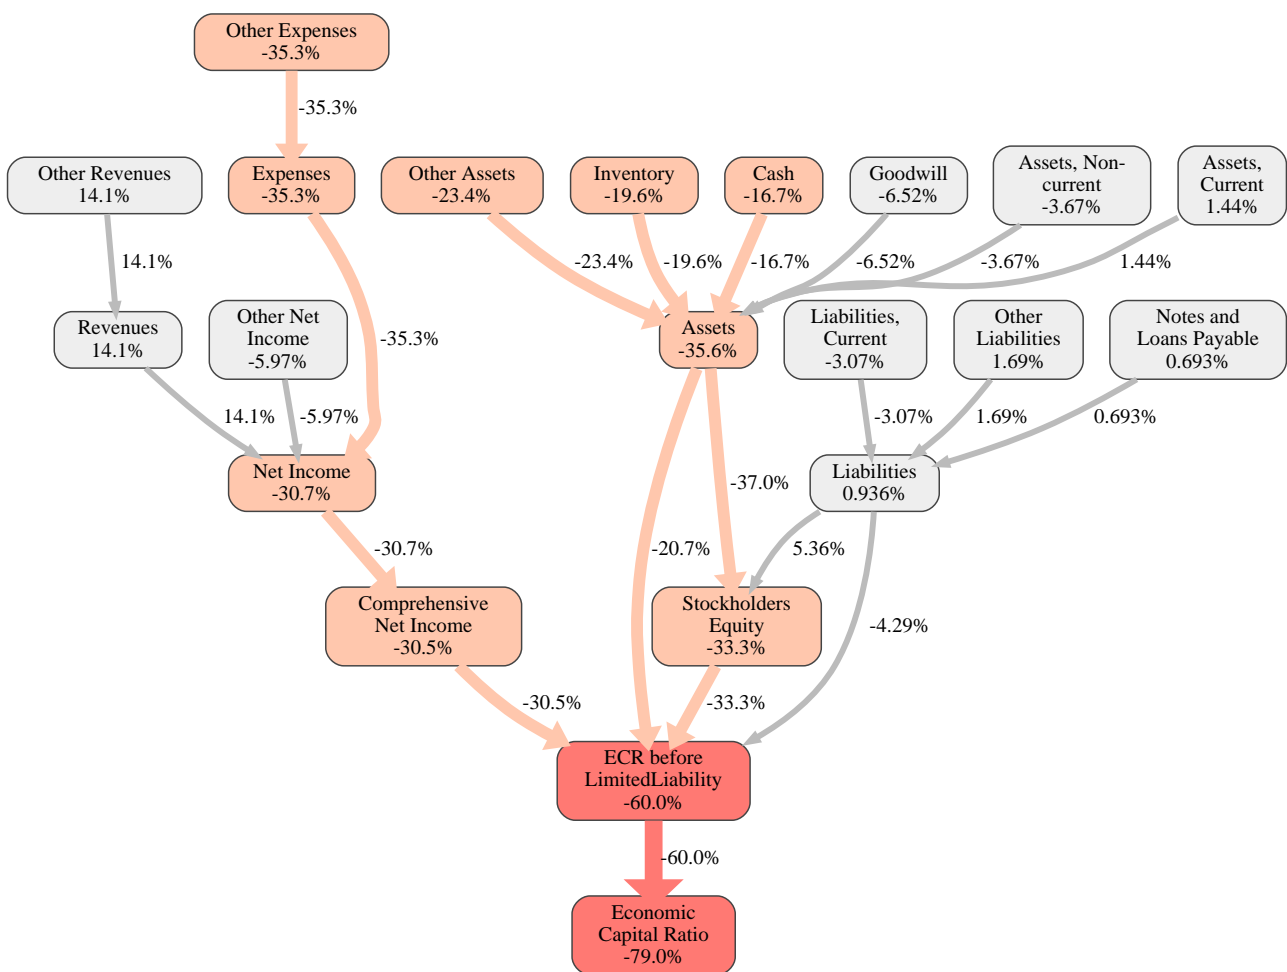 Other Expenses
-35.3%
-35.3%
Other Revenues
14.1%
Expenses
-35.3%
Other Assets
-23.4%
Inventory
-19.6%
Cash
-16.7%
Goodwill
-6.52%
Assets, Non-
current
-3.67%
Assets,
Current
1.44%
14.1%
-23.4%
-19.6%
-16.7%
-6.52%
-3.67%
1.44%
Revenues
14.1%
Other Net
Income
-5.97%
-35.3%
Assets
-35.6%
Liabilities,
Current
-3.07%
Other
Liabilities
1.69%
Notes and
Loans Payable
0.693%
14.1%
-5.97%
-3.07%
1.69%
0.693%
Net Income
-30.7%
-37.0%
Liabilities
0.936%
-30.7%
-20.7%
5.36%
Comprehensive
Net Income
-30.5%
Stockholders
Equity
-33.3%
-4.29%
-30.5%
-33.3%
ECR before
LimitedLiability
-60.0%
-60.0%
Economic
Capital Ratio
-79.0%